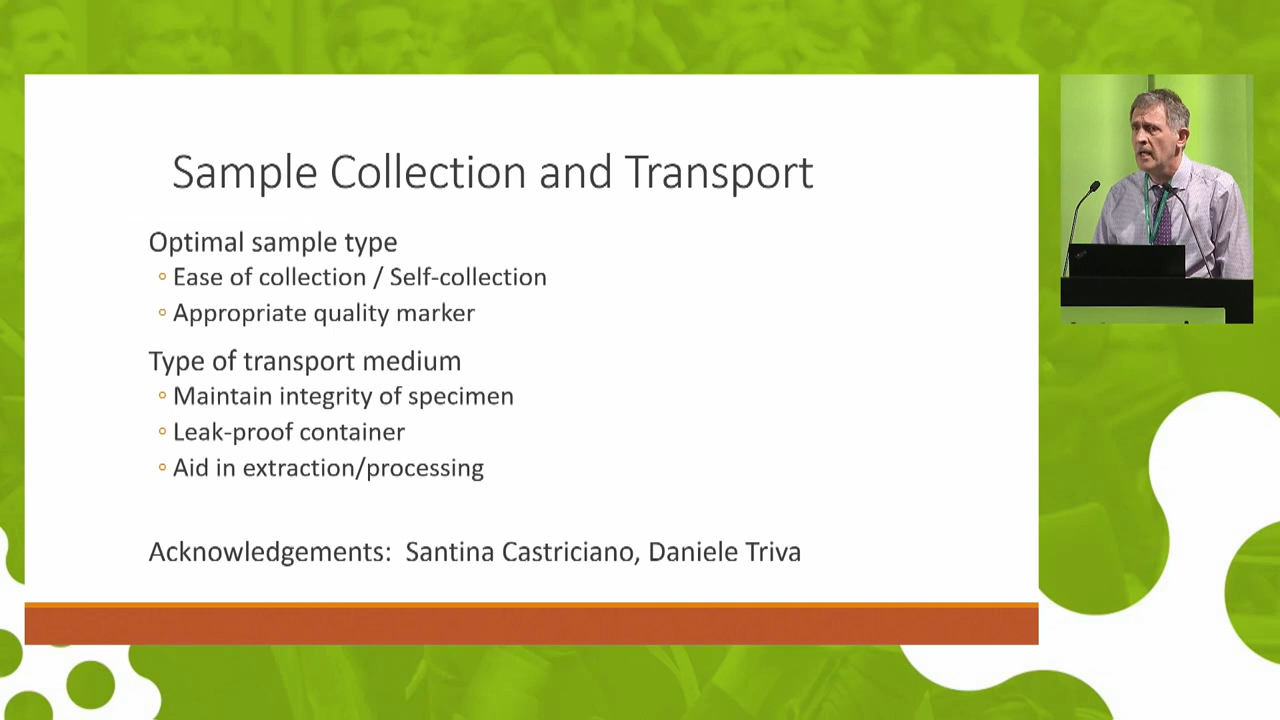 Sample Collection and Transport
Optimal sample type
◦ Ease of collection / Self-collection
◦ Appropriate quality marker
Type of transport medium
◦ Maintain integrity of specimen
◦ Leak-proof container
◦ Aid in extraction/processing
Acknowledgements: Santina Castriciano, Daniele Triva